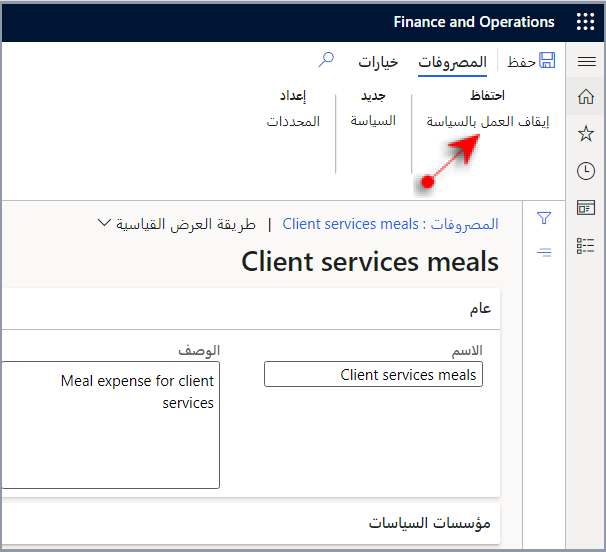 Finance and Operations
حفظ
المصروفات
خيارات
احتفاظ
إيقاف العمل بالسياسة
جديد
السياسة
إعداد
المحددات
المصروفات : Client services meals | طريقة العرض القياسية
Client services meals
عام
الاسم
Client services meals
الوصف
Meal expense for client
services
مؤسسات السياسات